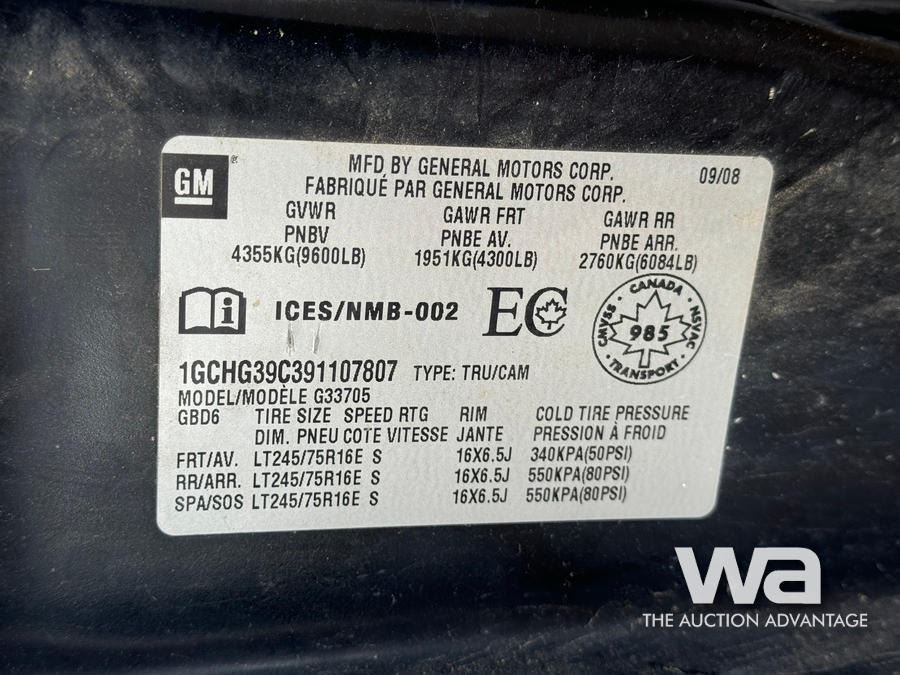 GM
MFD BY GENERAL MOTORS CORP. 09/08
FABRIQUÉ PAR GENERAL MOTORS CORP.
GVWR GAWR FRT GAWR RR
PNBV PNBE AV. PNBE ARR.
4355KG(9600LB) 1951KG(4300LB) 2760KG(6084LB)
i ICES/NMB-002 EC
CANADA
CMVSS 985 NSVAC
TRANSPORT
1GCHG39C391107807 TYPE: TRU/CAM
MODEL/MODÈLE G33705
GBD6 TIRE SIZE SPEED RTG RIM COLD TIRE PRESSURE
DIM. PNEU COTE VITESSE JANTE PRESSION À FROID
FRT/AV. LT245/75R16E S 16X6.5J 340KPA(50PSI)
RR/ARR. LT245/75R16E S 16X6.5J 550KPA(80PSI)
SPA/SOS LT245/75R16E S 16X6.5J 550KPA(80PSI)
wa
THE AUCTION ADVANTAGE